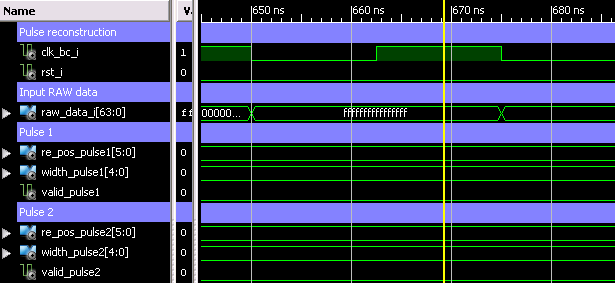 Name V. 650 ns 660 ns 670 ns 680 ns
Pulse reconstruction
clk_bc_i 1
rst_i 0
Input RAW data
raw_data_i[63:0] ff 00000... ffffffffffffffff
Pulse 1
re_pos_pulse1[5:0] 0
width_pulse1[4:0] 0
valid_pulse1 0
Pulse 2
re_pos_pulse2[5:0] 0
width_pulse2[4:0] 0
valid_pulse2 0